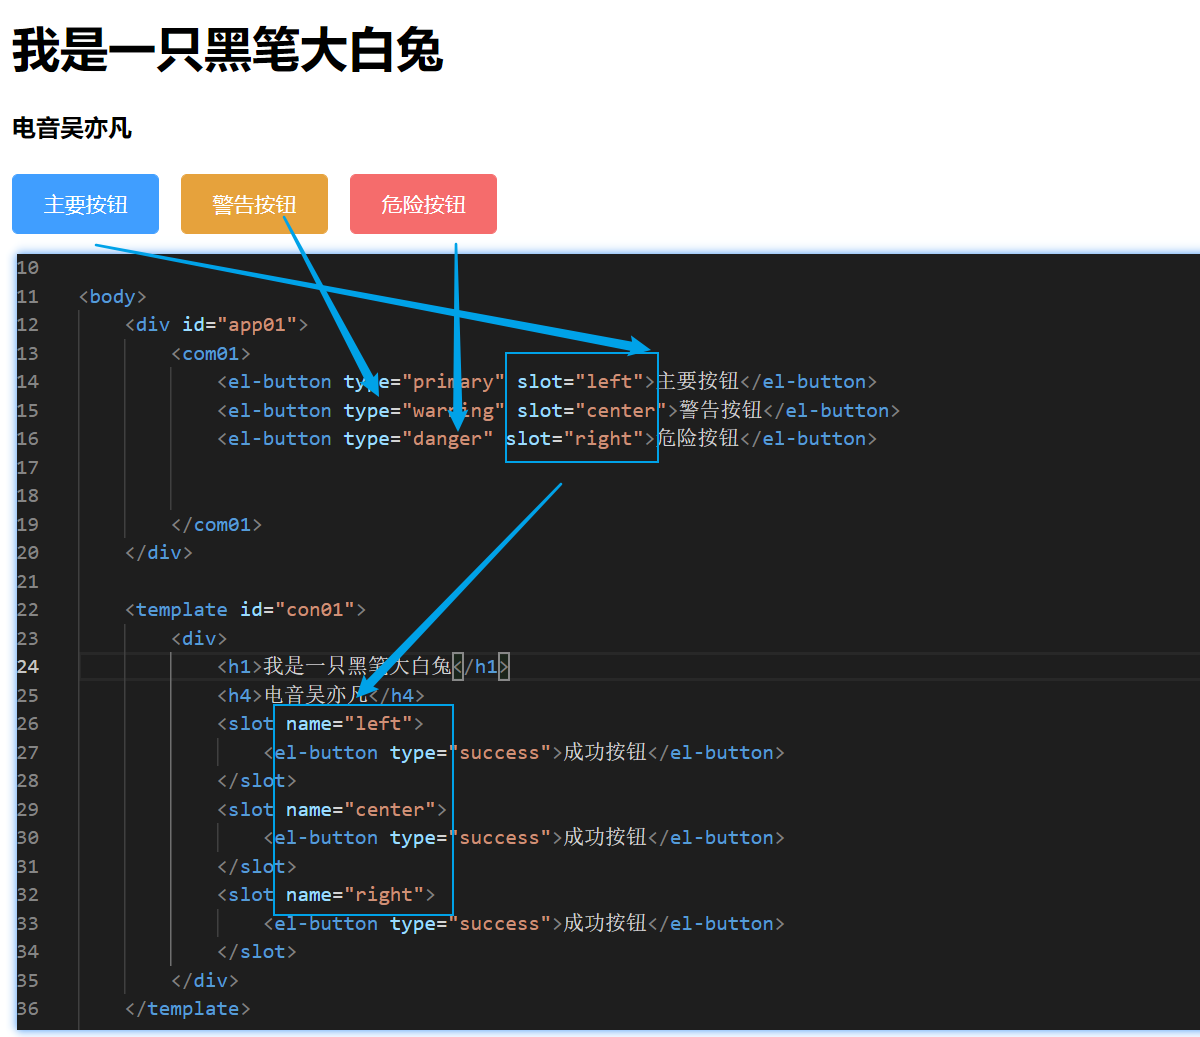 我是一只黑笔大白兔
电音吴亦凡
主要按钮 警告按钮 危险按钮
10
11 <body>
12 <div id="app01">
13 <com01>
14 <el-button type="primary" slot="left">主要按钮</el-button>
15 <el-button type="warning" slot="center">警告按钮</el-button>
16 <el-button type="danger" slot="right">危险按钮</el-button>
17
18
19 </com01>
20 </div>
21
22 <template id="con01">
23 <div>
24 <h1>我是一只黑笔大白兔</h1>
25 <h4>电音吴亦凡</h4>
26 <slot name="left">
27 <el-button type="success">成功按钮</el-button>
28 </slot>
29 <slot name="center">
30 <el-button type="success">成功按钮</el-button>
31 </slot>
32 <slot name="right">
33 <el-button type="success">成功按钮</el-button>
34 </slot>
35 </div>
36 </template>